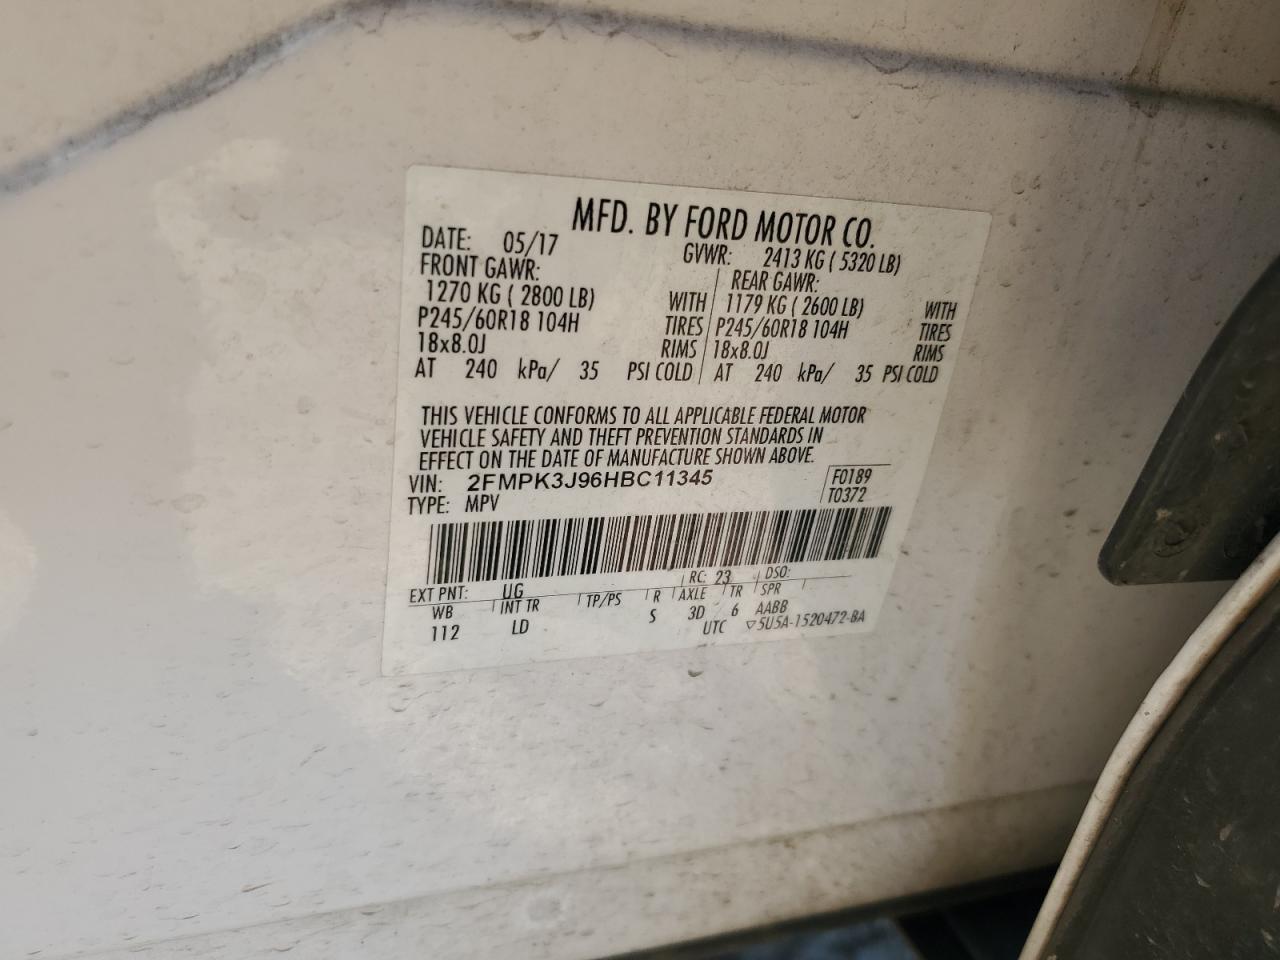 MFD. BY FORD MOTOR CO.
DATE: 05/17 GVWR: 2413 KG ( 5320 LB)
FRONT GAWR: REAR GAWR:
1270 KG ( 2800 LB) WITH 1179 KG ( 2600 LB) WITH
P245/60R18 104H TIRES P245/60R18 104H TIRES
18x8.0J RIMS 18x8.0J RIMS
AT 240 kPa/ 35 PSI COLD AT 240 kPa/ 35 PSI COLD
THIS VEHICLE CONFORMS TO ALL APPLICABLE FEDERAL MOTOR
VEHICLE SAFETY AND THEFT PREVENTION STANDARDS IN
EFFECT ON THE DATE OF MANUFACTURE SHOWN ABOVE.
VIN: 2FMPK3J96HBC11345 F0189
TYPE: MPV T0372
EXT PNT: UG RC: 23 DSO:
WB INT TR TP/PS R AXLE TR SPR
112 LD S 3D 6 AABB
UTC ▽5U5A-1520472-BA